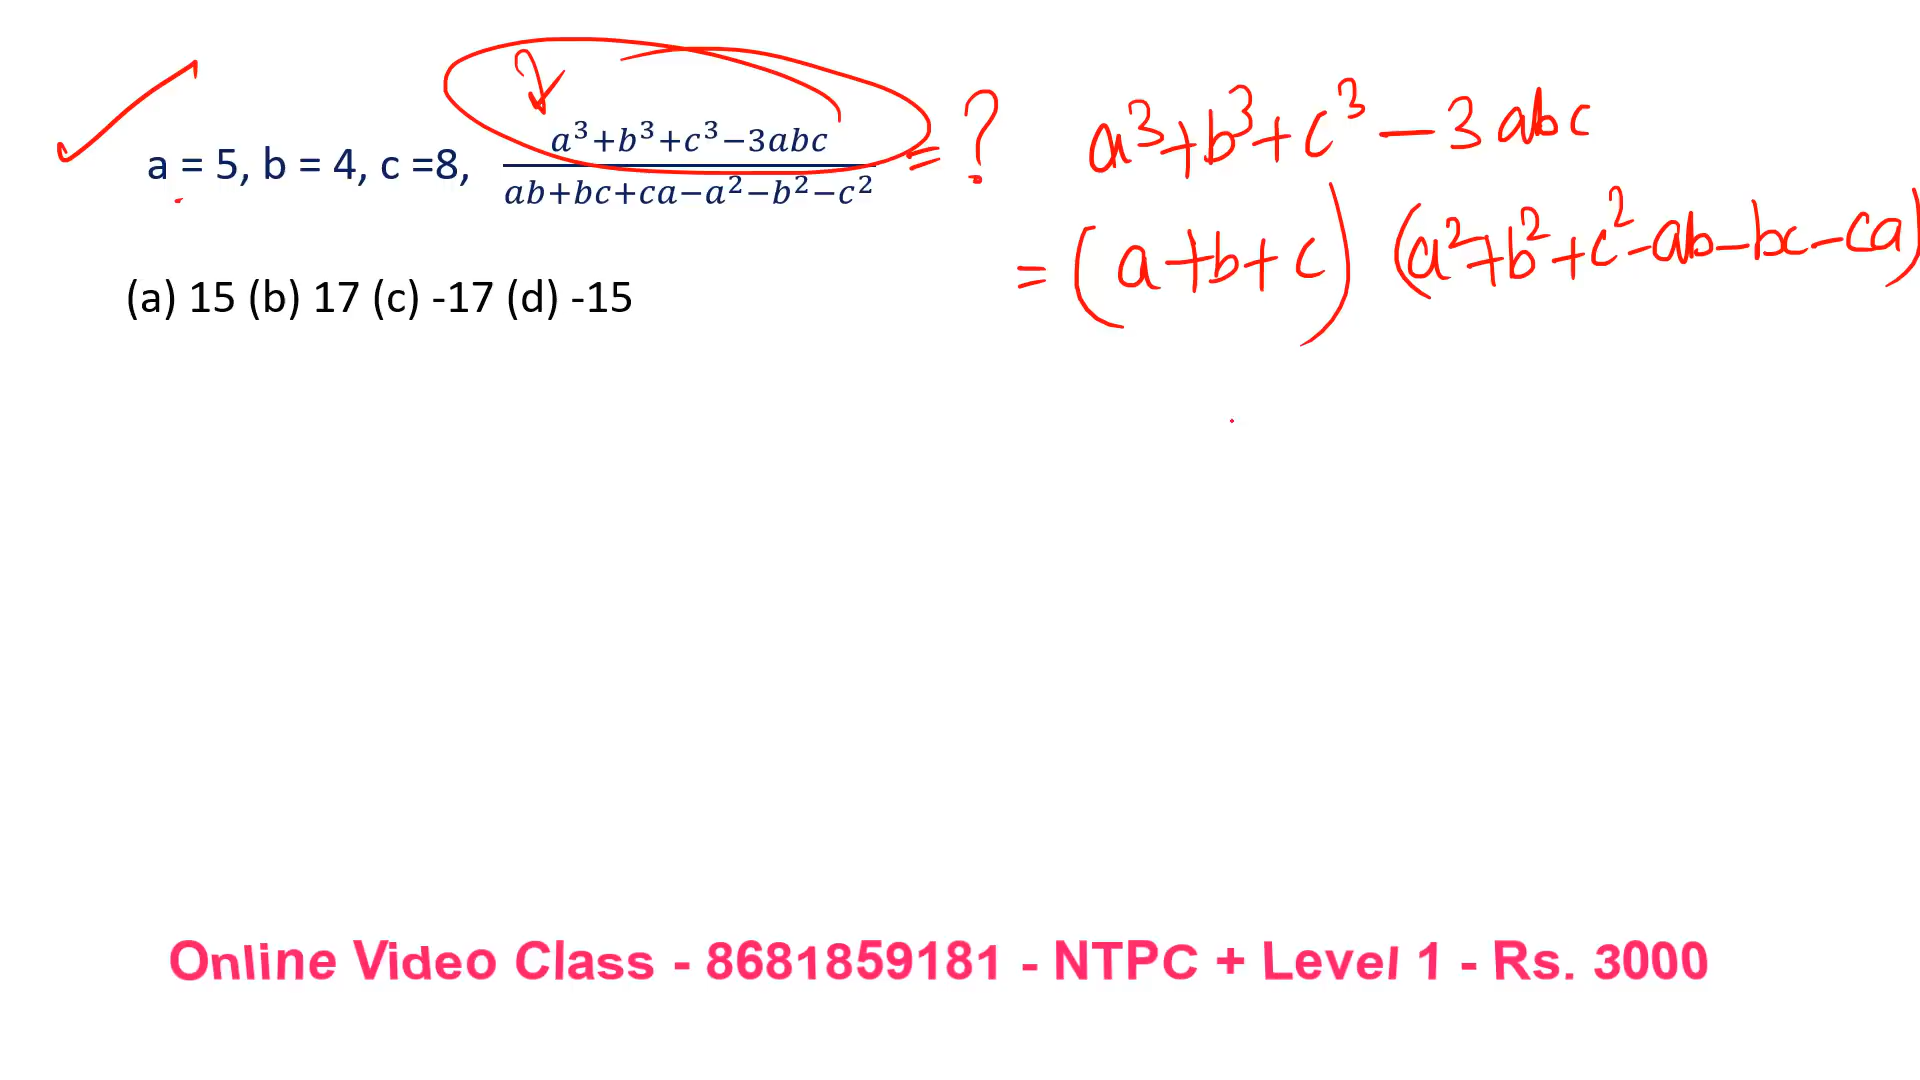 a = 5, b = 4, c =8, (a³+b³+c³−3abc)/(ab+bc+ca−a²−b²−c²) = ?
(a) 15 (b) 17 (c) -17 (d) -15
a³+b³+c³ − 3abc
= (a+b+c) (a²+b²+c²-ab-bc-ca)
Online Video Class - 8681859181 - NTPC + Level 1 - Rs. 3000